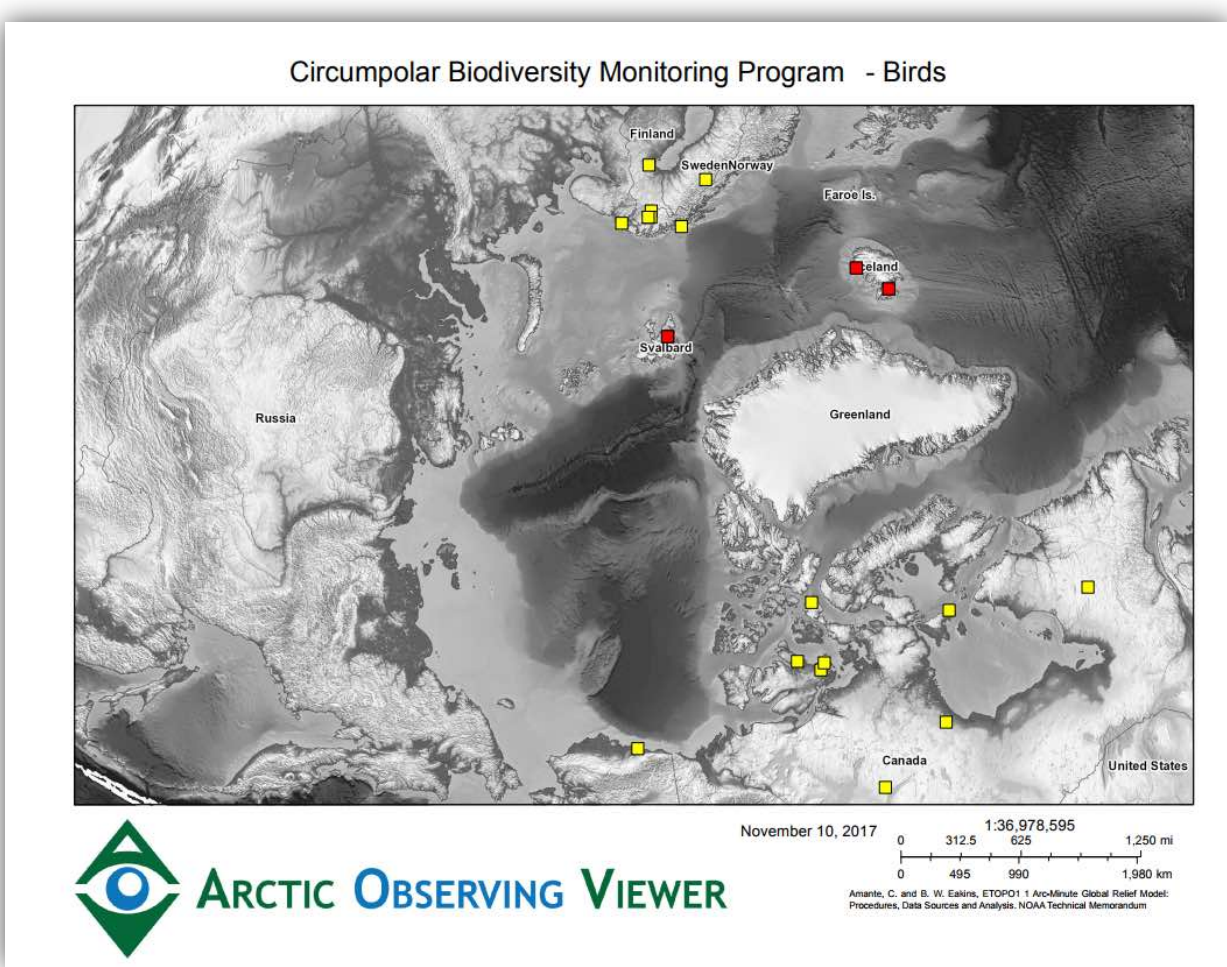 Circumpolar Biodiversity Monitoring Program - Birds
Finland
SwedenNorway
Faroe Is.
celand
Svalbard
Russia
Greenland
Canada
United States
November 10, 2017
1:36,978,595
0 312.5 625 1,250 mi
0 495 990 1,980 km
Amante, C. and B. W. Eakins, ETOPO1 1 Arc-Minute Global Relief Model:
Procedures, Data Sources and Analysis. NOAA Technical Memorandum
ARCTIC OBSERVING VIEWER